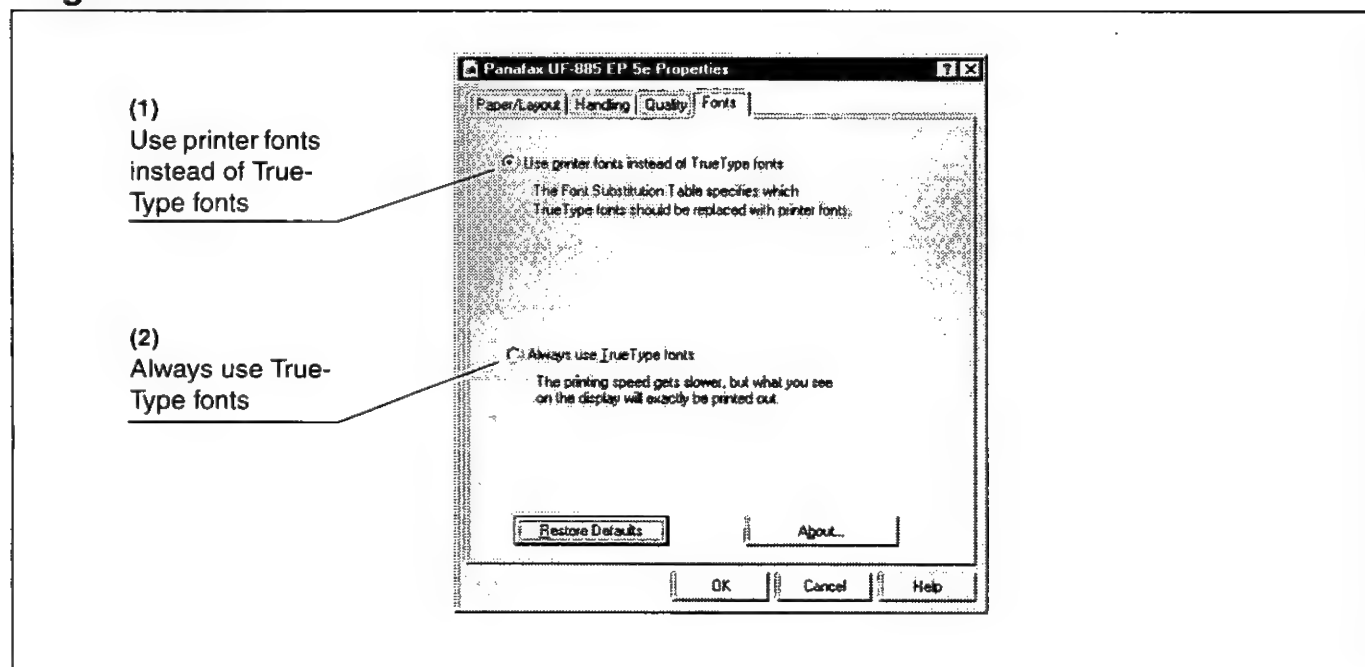 (1)
Use printer fonts
instead of True-
Type fonts
(2)
Always use True-
Type fonts
Panafax UF-885 EP 5e Properties
Paper/Layout Handling Quality Fonts
Use printer fonts instead of TrueType fonts
The Font Substitution Table specifies which
TrueType fonts should be replaced with printer fonts.
Always use TrueType fonts
The printing speed gets slower, but what you see
on the display will exactly be printed out.
Restore Defaults About...
OK Cancel Help